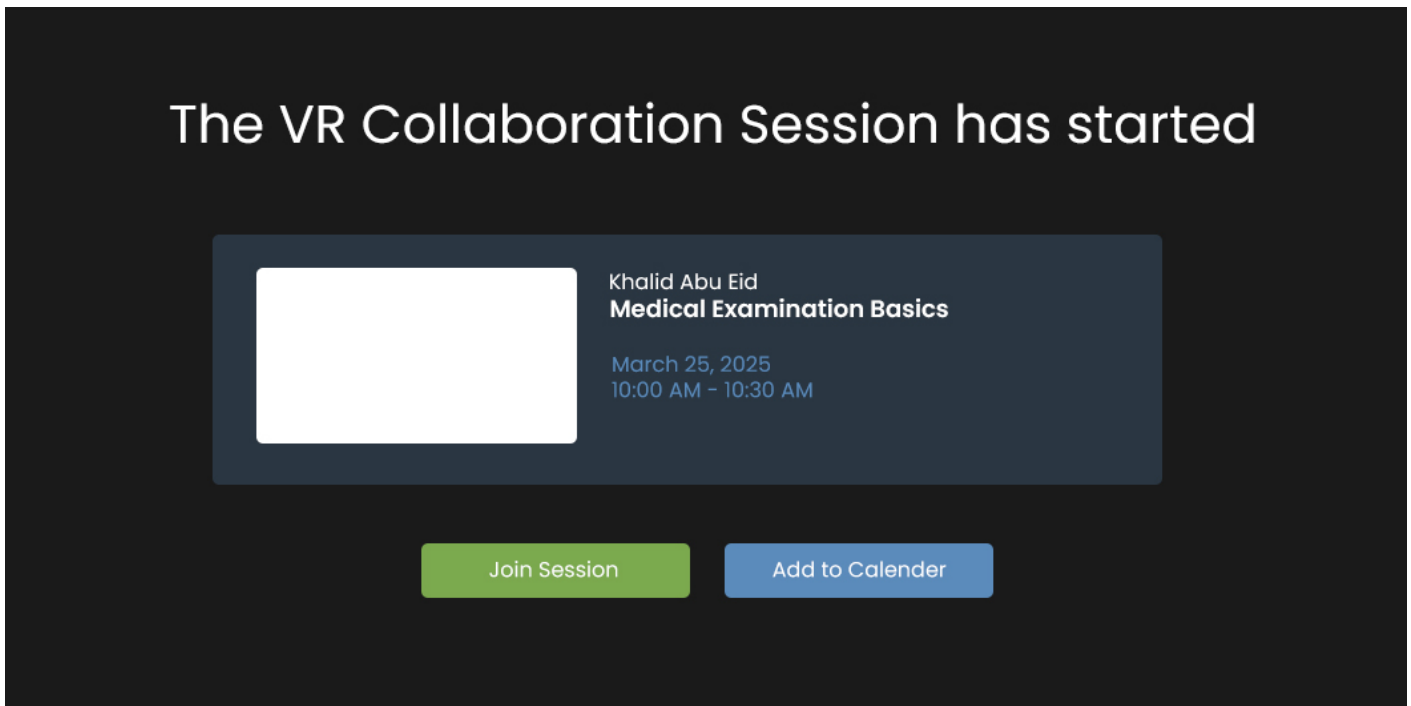 The VR Collaboration Session has started
Khalid Abu Eid
Medical Examination Basics
March 25, 2025
10:00 AM - 10:30 AM
Join Session
Add to Calender